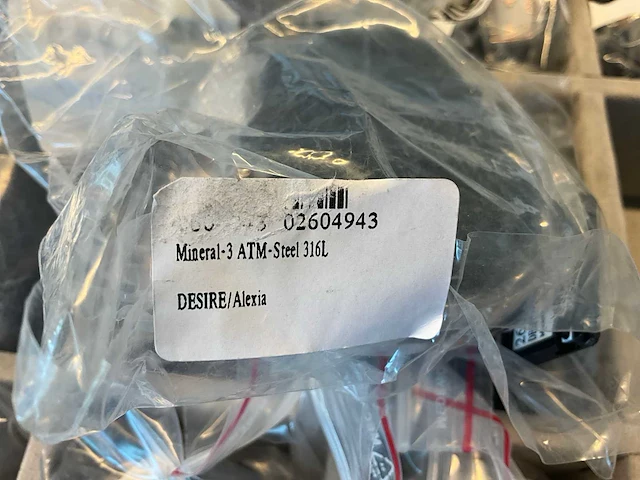 02604943
Mineral-3 ATM-Steel 316L
DESIRE/Alexia